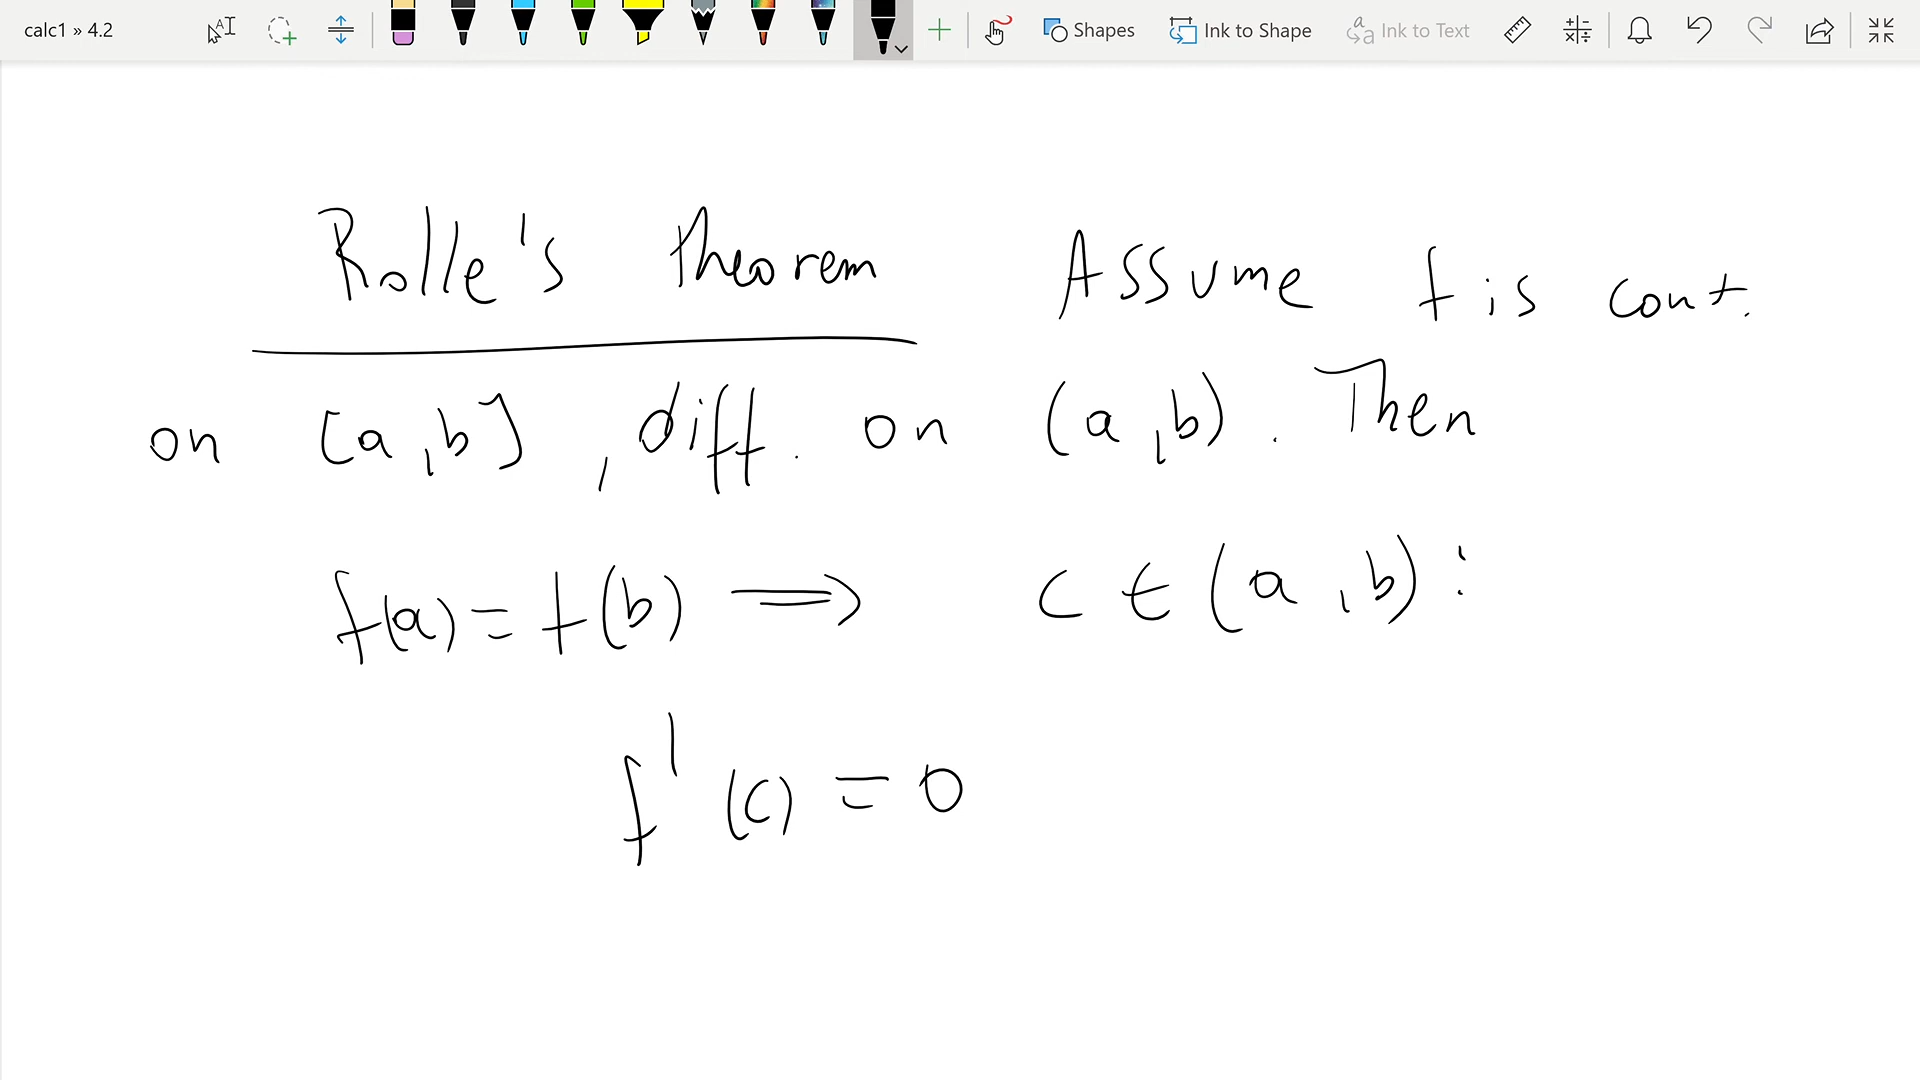 calc1 » 4.2 Shapes Ink to Shape Ink to Text
Rolle's theorem Assume f is cont.
on [a,b], diff. on (a,b). Then
f(a) = f(b) ⟹ c ∈ (a,b):
f'(c) = 0